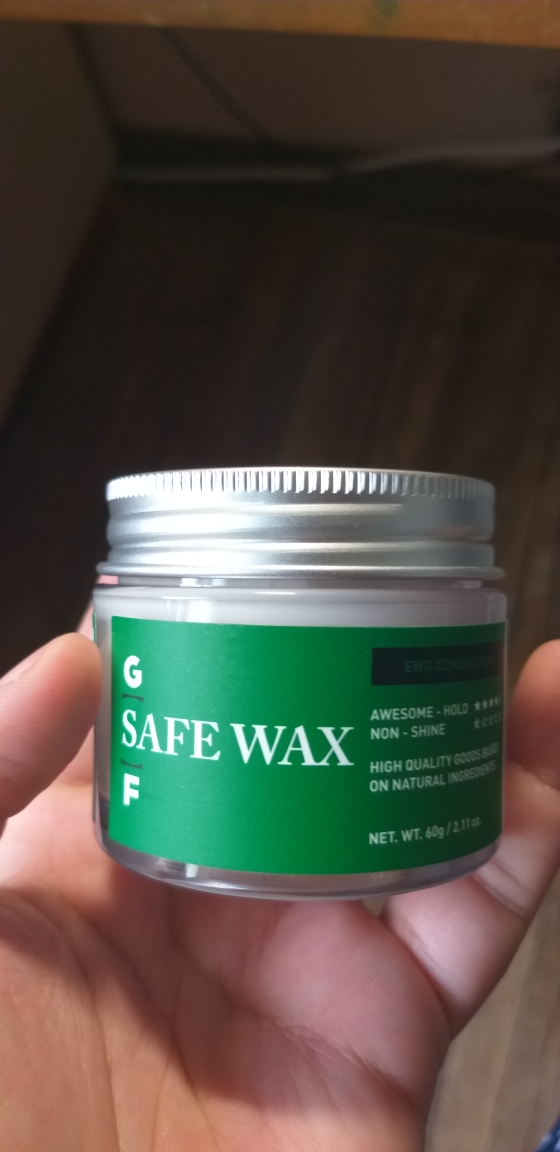 G
SAFE WAX
F
EWG
AWESOME - HOLD ★★★★
NON - SHINE ★☆☆☆
HIGH QUALITY GOODS BASED
ON NATURAL INGREDIENTS
NET. WT. 60g / 2.11 oz.